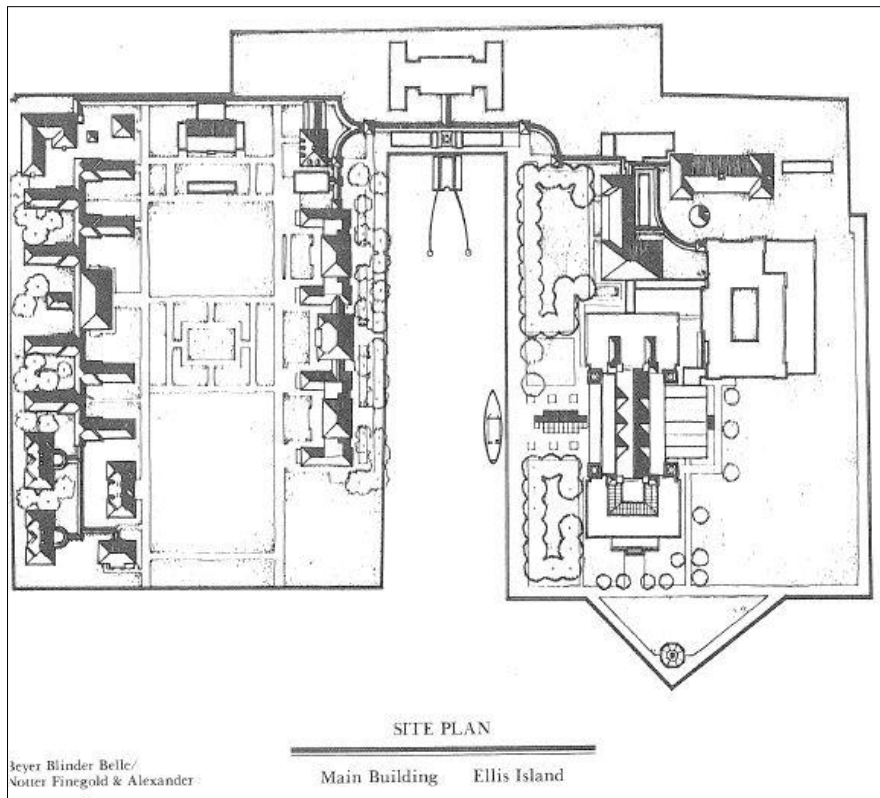 SITE PLAN
Beyer Blinder Belle/
Notter Finegold & Alexander
Main Building Ellis Island